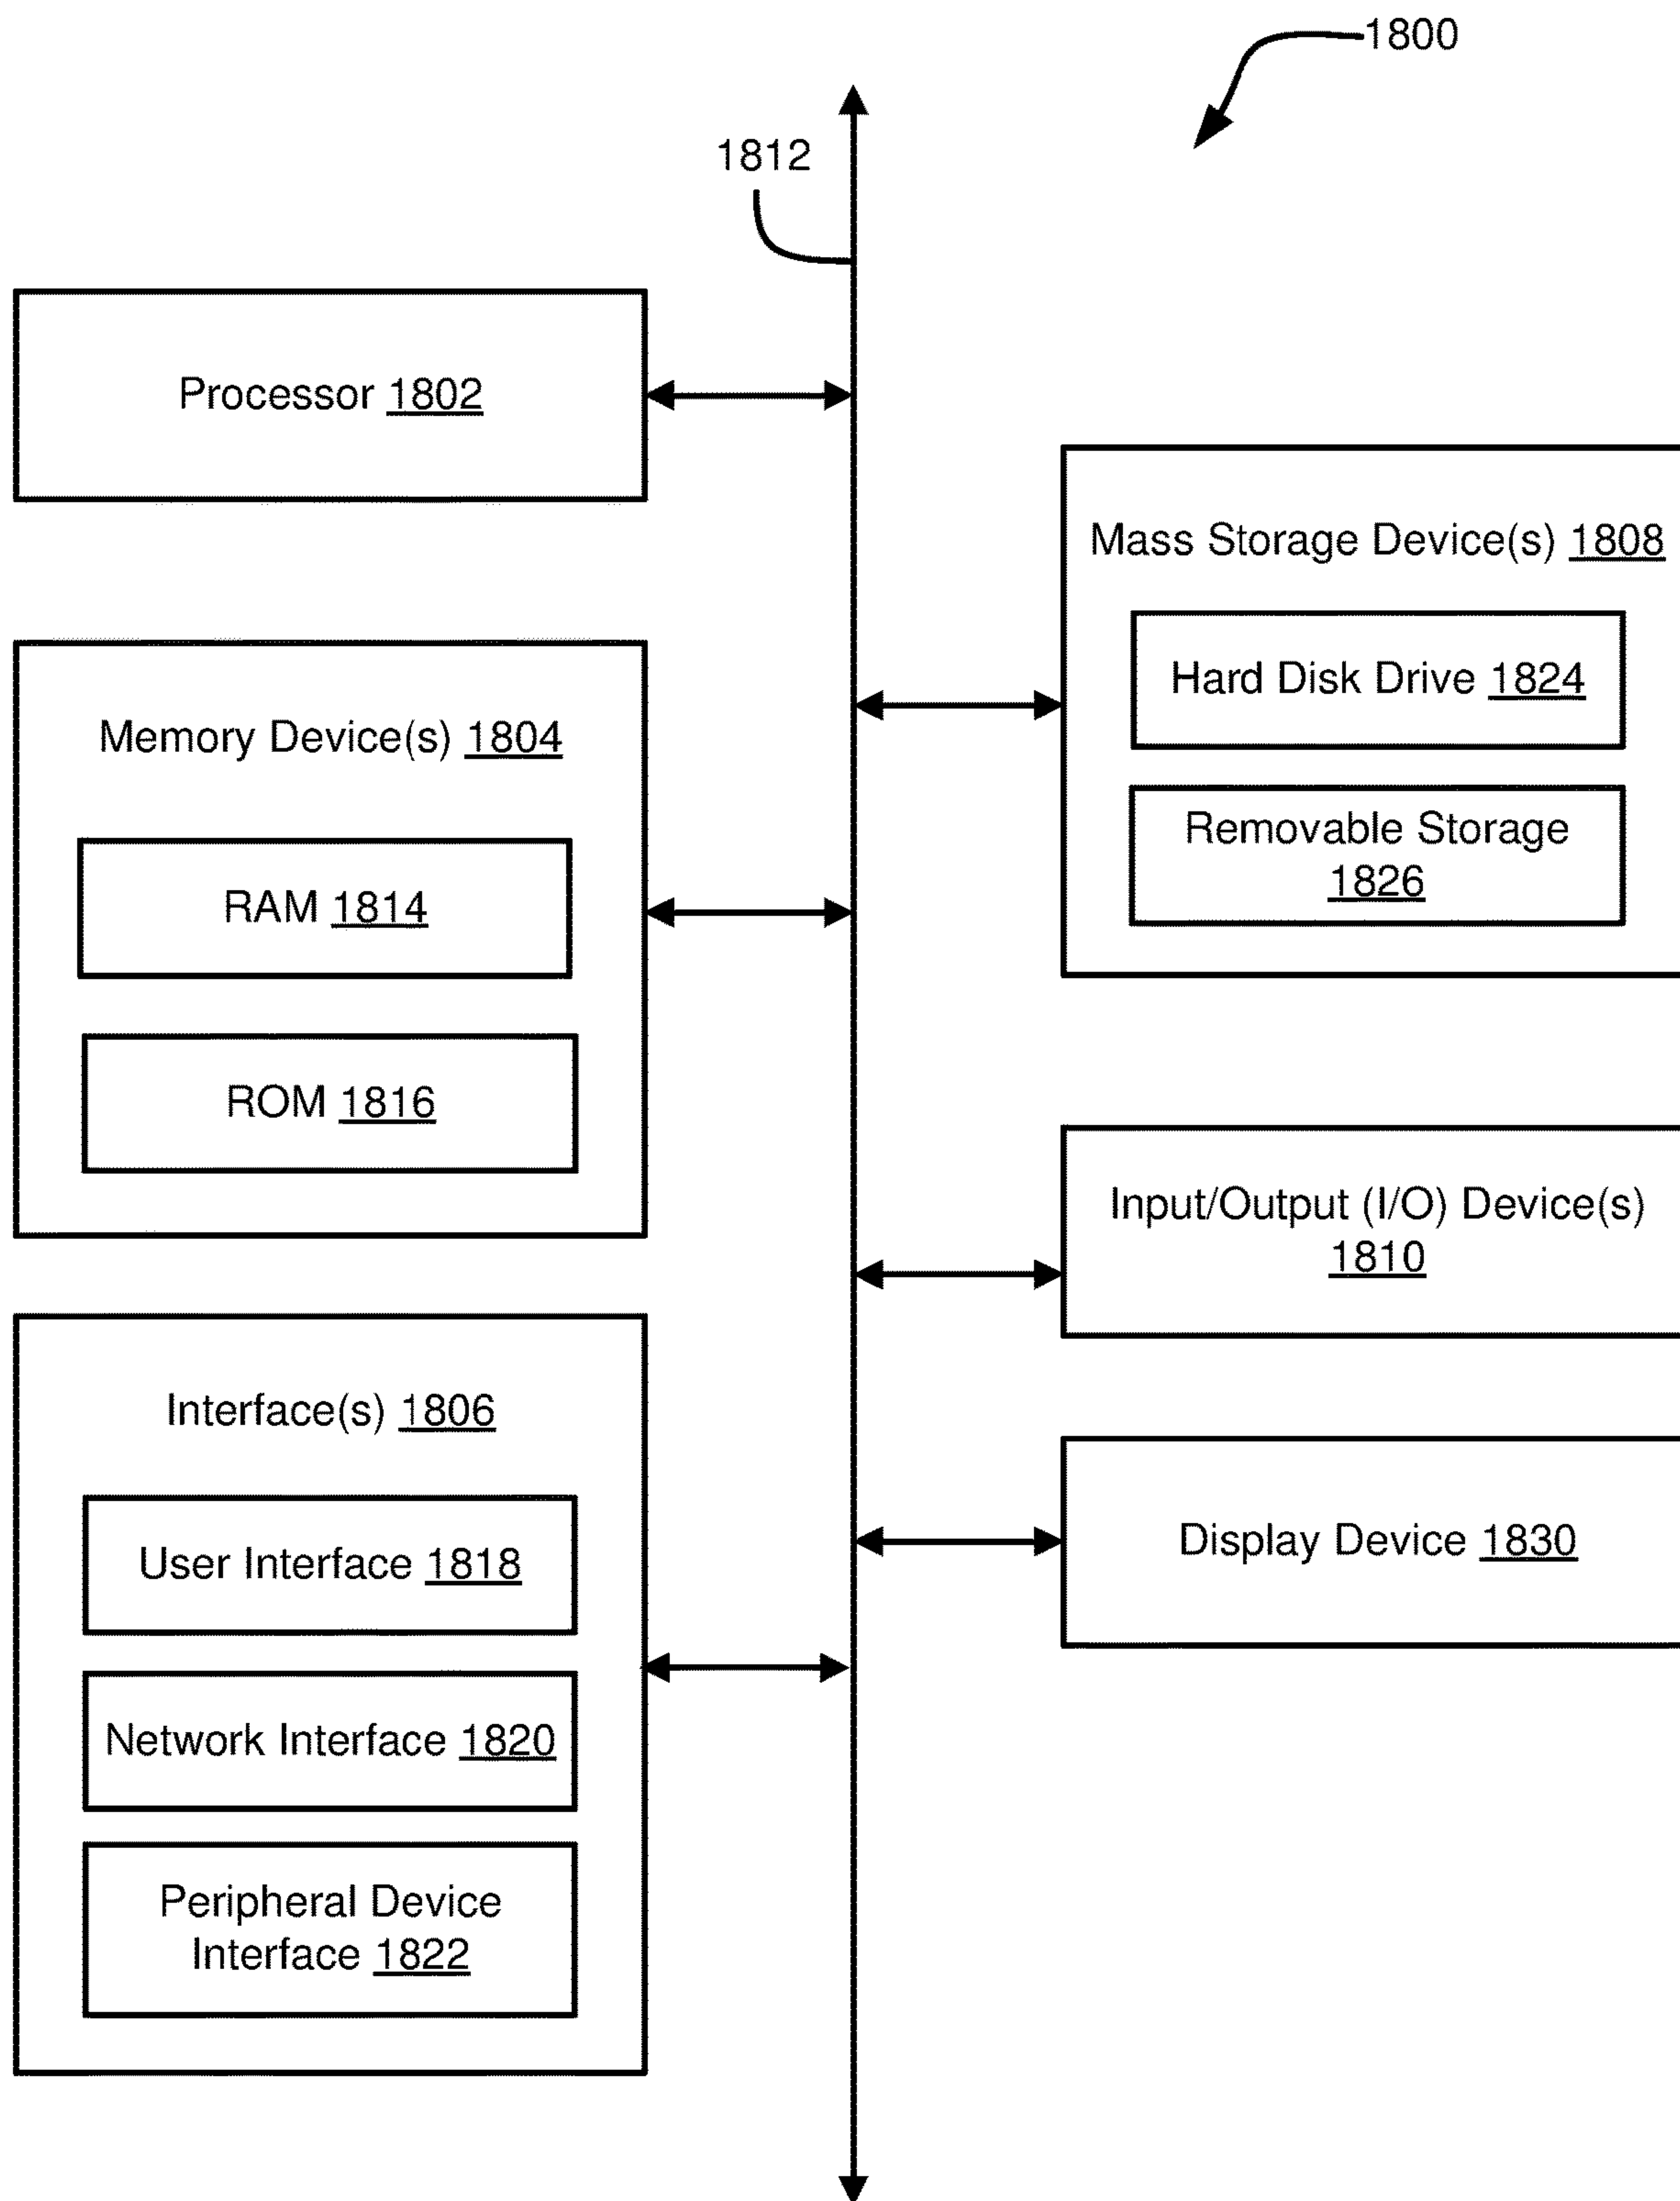 1800
1812
Processor 1802
Memory Device(s) 1804
RAM 1814
ROM 1816
Interface(s) 1806
User Interface 1818
Network Interface 1820
Peripheral Device
Interface 1822
Mass Storage Device(s) 1808
Hard Disk Drive 1824
Removable Storage
1826
Input/Output (I/O) Device(s)
1810
Display Device 1830